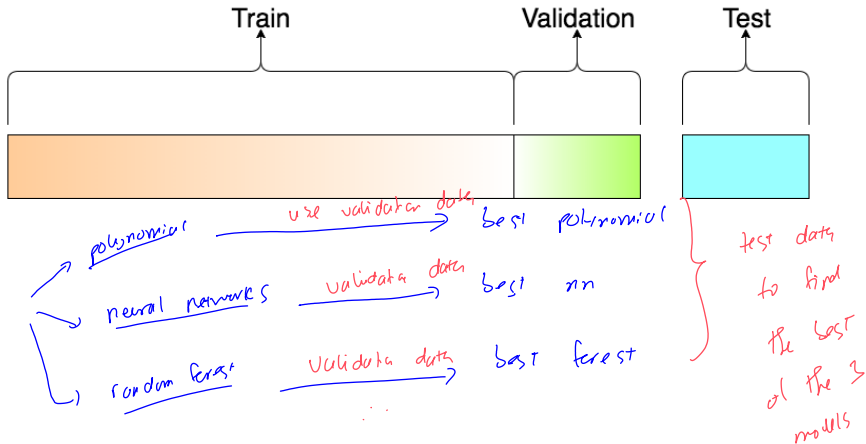 Train
Validation
Test
polynomial
use validation data
best polynomial
neural networks
validata data
best nn
random forest
validata data
best forest
test data
to find
the best
of the 3
models